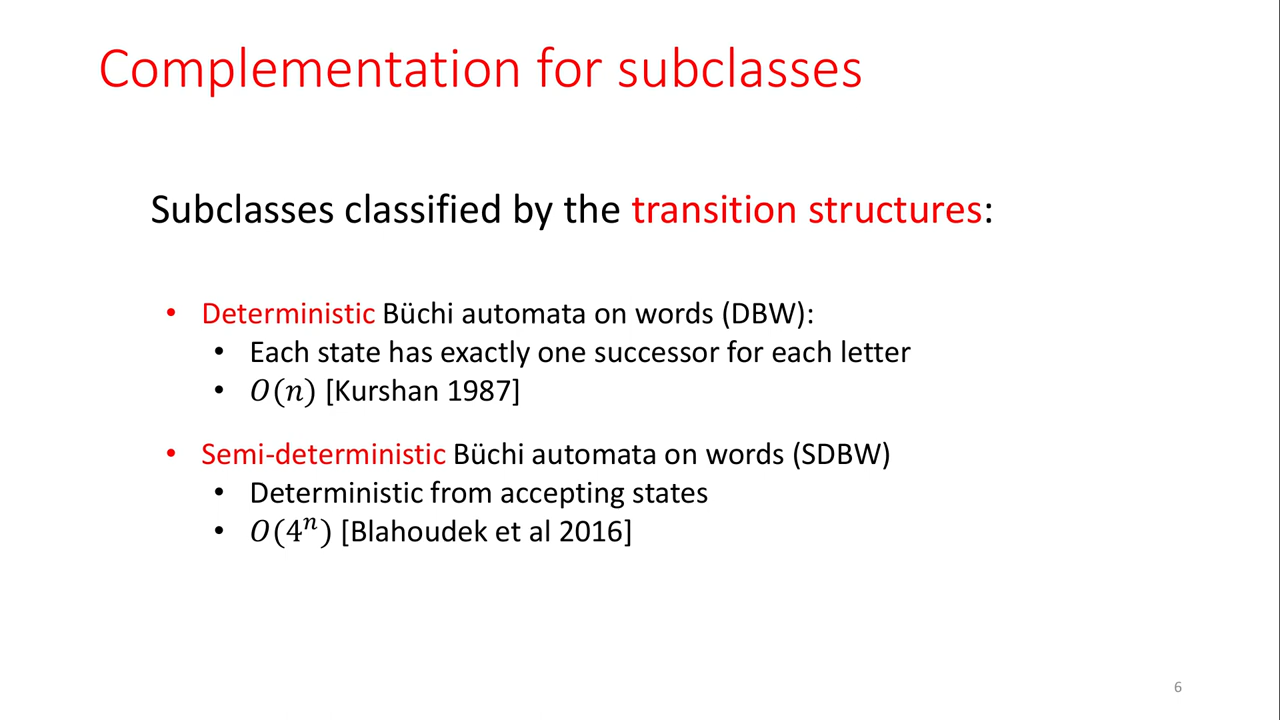 Complementation for subclasses
Subclasses classified by the transition structures:
• Deterministic Büchi automata on words (DBW):
• Each state has exactly one successor for each letter
• 𝑂(𝑛) [Kurshan 1987]
• Semi-deterministic Büchi automata on words (SDBW)
• Deterministic from accepting states
• 𝑂(4ⁿ) [Blahoudek et al 2016]
6